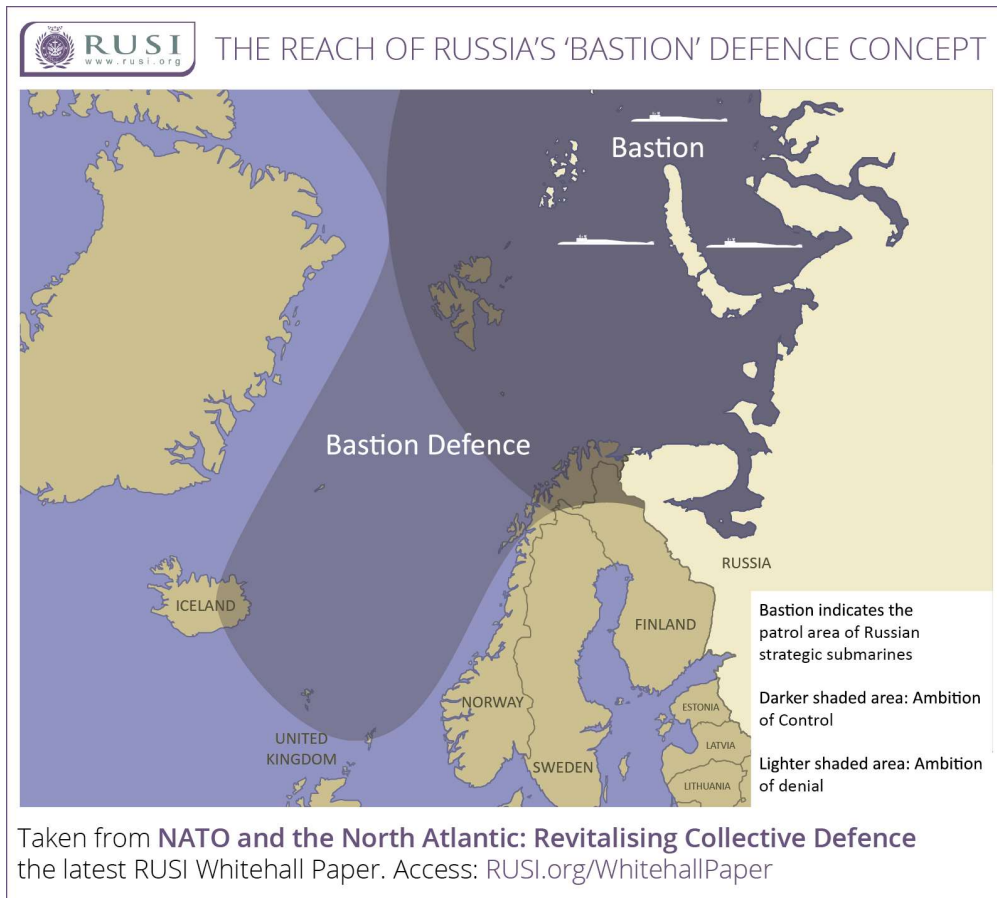 RUSI
www.rusi.org
THE REACH OF RUSSIA'S 'BASTION' DEFENCE CONCEPT
Bastion
Bastion Defence
ICELAND
RUSSIA
FINLAND
NORWAY
SWEDEN
UNITED
KINGDOM
ESTONIA
LATVIA
LITHUANIA
Bastion indicates the
patrol area of Russian
strategic submarines
Darker shaded area: Ambition
of Control
Lighter shaded area: Ambition
of denial
Taken from NATO and the North Atlantic: Revitalising Collective Defence
the latest RUSI Whitehall Paper. Access: RUSI.org/WhitehallPaper